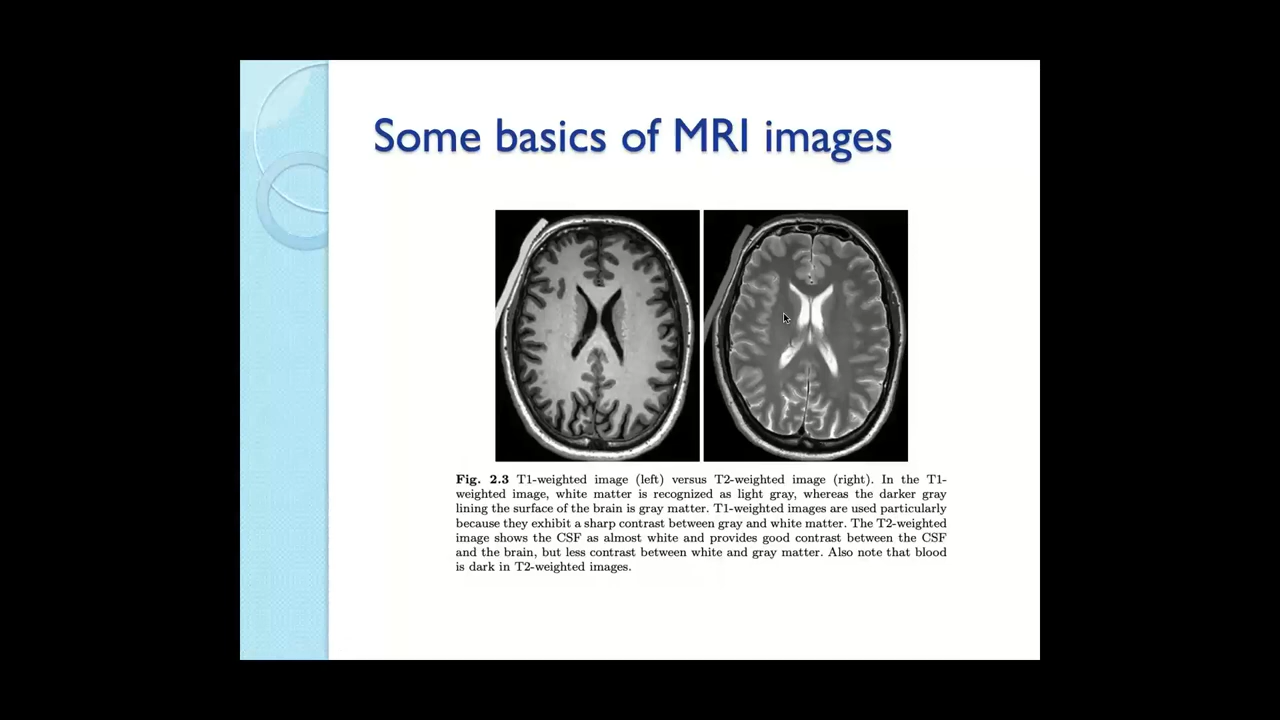 Some basics of MRI images
Fig. 2.3 T1-weighted image (left) versus T2-weighted image (right). In the T1-
weighted image, white matter is recognized as light gray, whereas the darker gray
lining the surface of the brain is gray matter. T1-weighted images are used particularly
because they exhibit a sharp contrast between gray and white matter. The T2-weighted
image shows the CSF as almost white and provides good contrast between the CSF
and the brain, but less contrast between white and gray matter. Also note that blood
is dark in T2-weighted images.